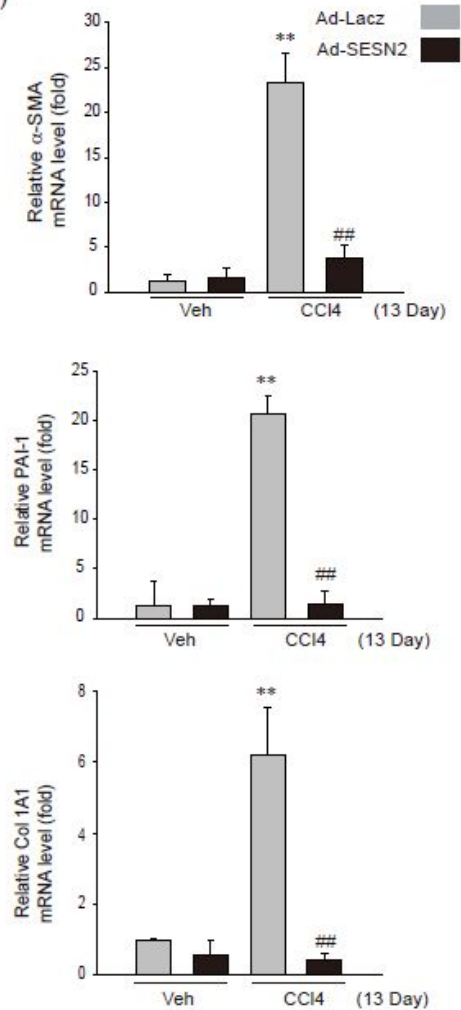 )
Ad-Lacz
Ad-SESN2
Relative α-SMA
mRNA level (fold)
30
25
20
15
10
5
0
**
##
Veh
CCl4
(13 Day)
Relative PAI-1
mRNA level (fold)
25
20
15
10
5
0
**
##
Veh
CCl4
(13 Day)
Relative Col 1A1
mRNA level (fold)
8
6
4
2
0
**
##
Veh
CCl4
(13 Day)